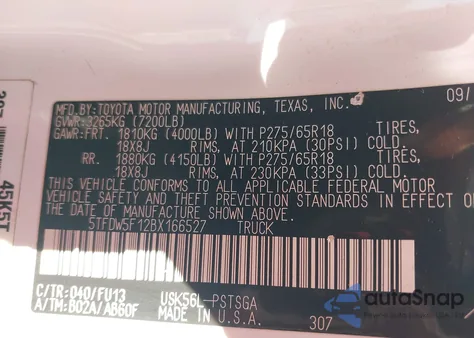 MFD.BY:TOYOTA MOTOR MANUFACTURING, TEXAS, INC. 09/
GVWR:3265KG (7200LB)
GAWR:FRT. 1810KG (4000LB) WITH P275/65R18 TIRES,
18X8J RIMS, AT 210KPA (30PSI) COLD.
RR. 1880KG (4150LB) WITH P275/65R18 TIRES,
18X8J RIMS, AT 230KPA (33PSI) COLD.
THIS VEHICLE CONFORMS TO ALL APPLICABLE FEDERAL MOTOR
VEHICLE SAFETY AND THEFT PREVENTION STANDARDS IN EFFECT ON
THE DATE OF MANUFACTURE SHOWN ABOVE.
5TFDW5F12BX166527 TRUCK
C/TR:040/FU13 USK56L-PSTSGA
A/TM:B02A/AB60F MADE IN U.S.A. 307
45K5T
autoSnap